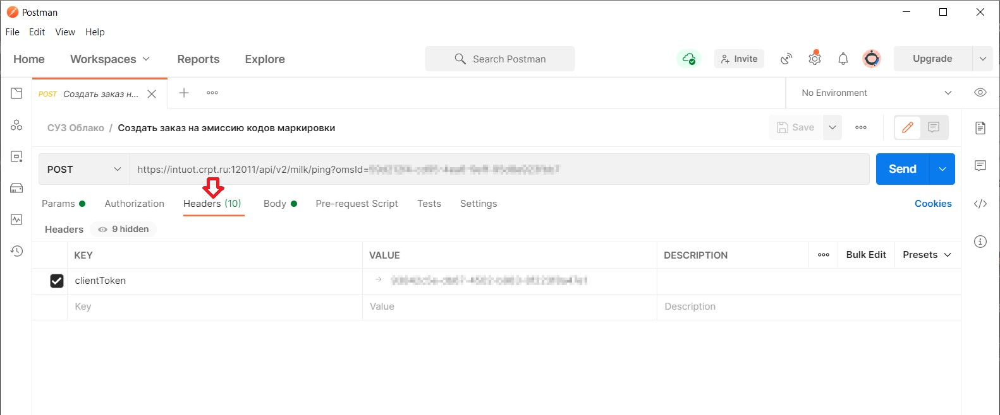 Postman
File Edit View Help
Home Workspaces Reports Explore Search Postman Invite Upgrade
POST Создать заказ н... No Environment
СУЗ Облако / Создать заказ на эмиссию кодов маркировки Save
POST https://intuot.crpt.ru:12011/api/v2/milk/ping?omsId= Send
Params Authorization Headers (10) Body Pre-request Script Tests Settings Cookies
Headers 9 hidden
KEY VALUE DESCRIPTION Bulk Edit Presets
clientToken
Key Value Description